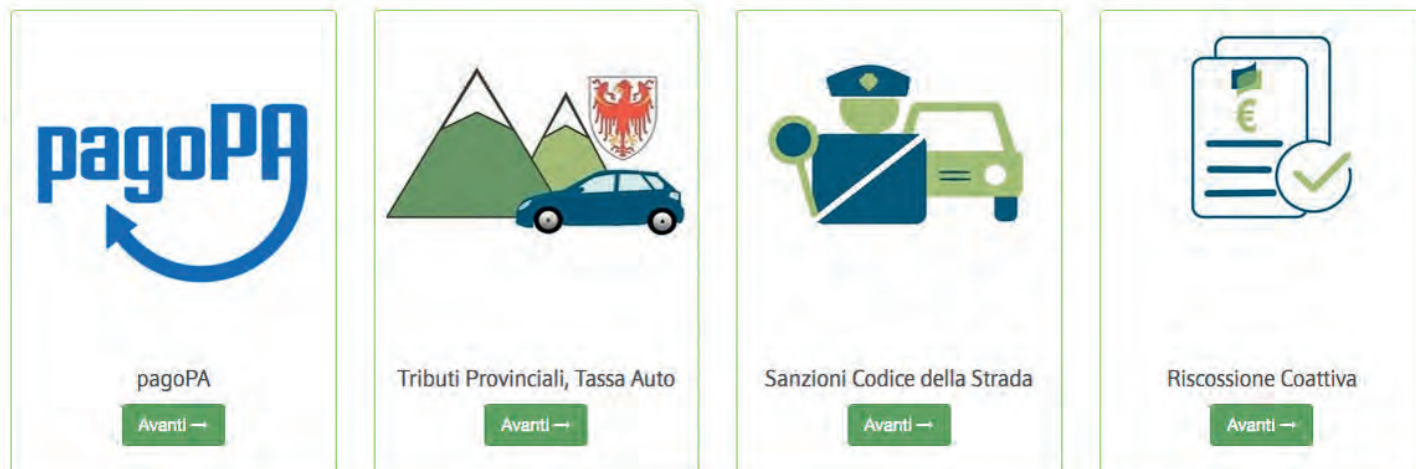 pagoPA
€
pagoPA
Avanti →
Tributi Provinciali, Tassa Auto
Avanti →
Sanzioni Codice della Strada
Avanti →
Riscossione Coattiva
Avanti →